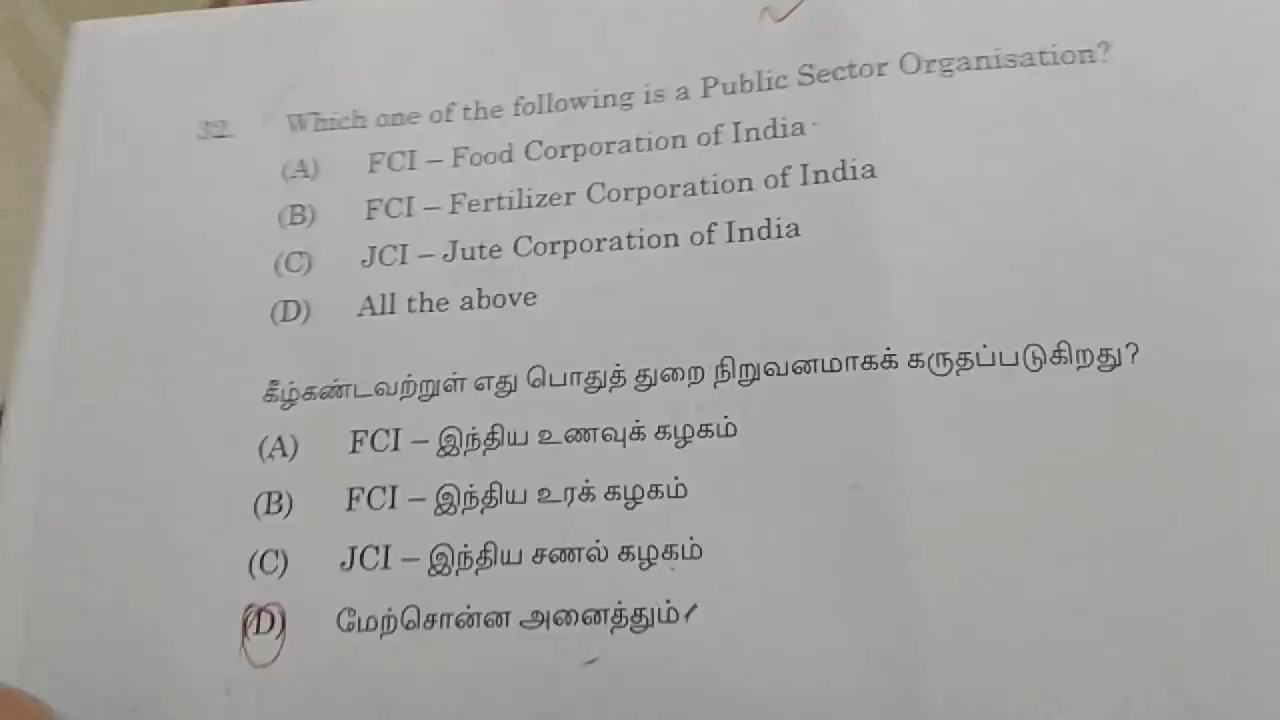 32. Which one of the following is a Public Sector Organisation?
(A) FCI – Food Corporation of India
(B) FCI – Fertilizer Corporation of India
(C) JCI – Jute Corporation of India
(D) All the above
கீழ்கண்டவற்றுள் எது பொதுத் துறை நிறுவனமாகக் கருதப்படுகிறது?
(A) FCI – இந்திய உணவுக் கழகம்
(B) FCI – இந்திய உரக் கழகம்
(C) JCI – இந்திய சணல் கழகம்
(D) மேற்சொன்ன அனைத்தும்